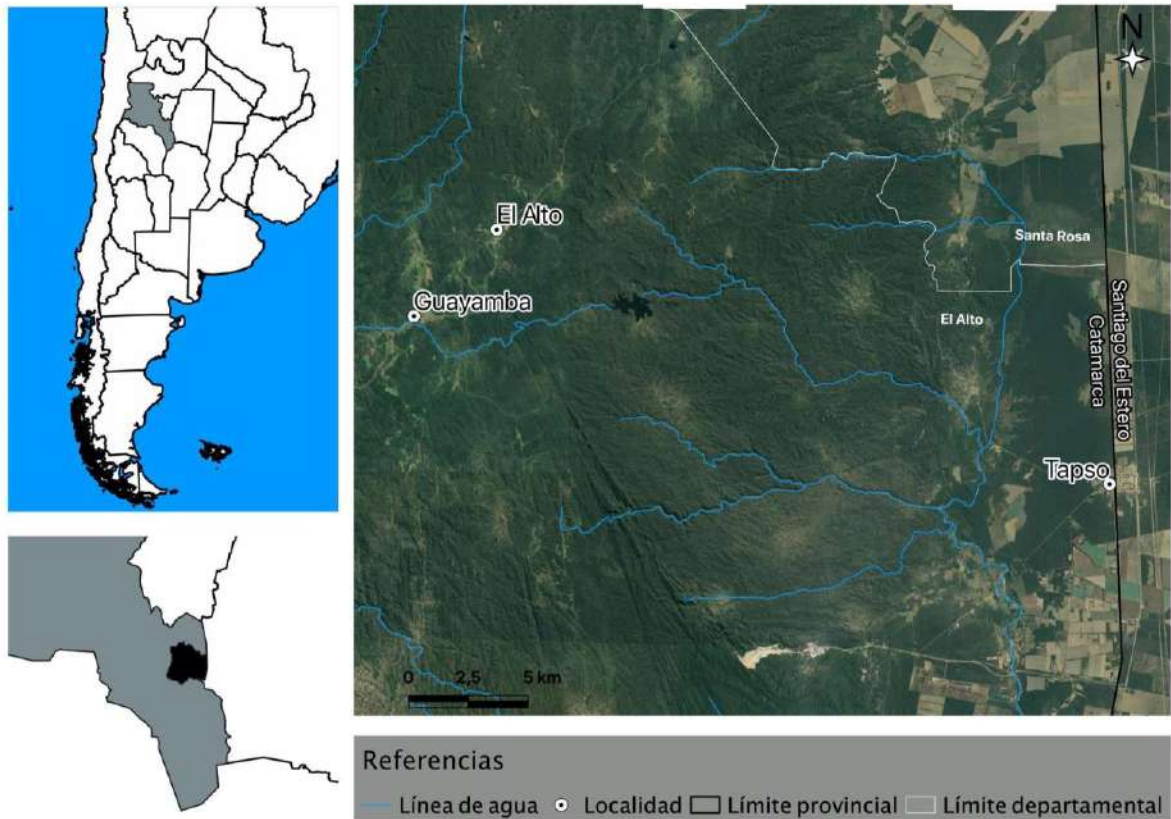 N
El Alto
Santa Rosa
Guayamba
El Alto
Santiago del Estero
Catamarca
Tapso
0 2,5 5 km
Referencias
Línea de agua Localidad Límite provincial Límite departamental